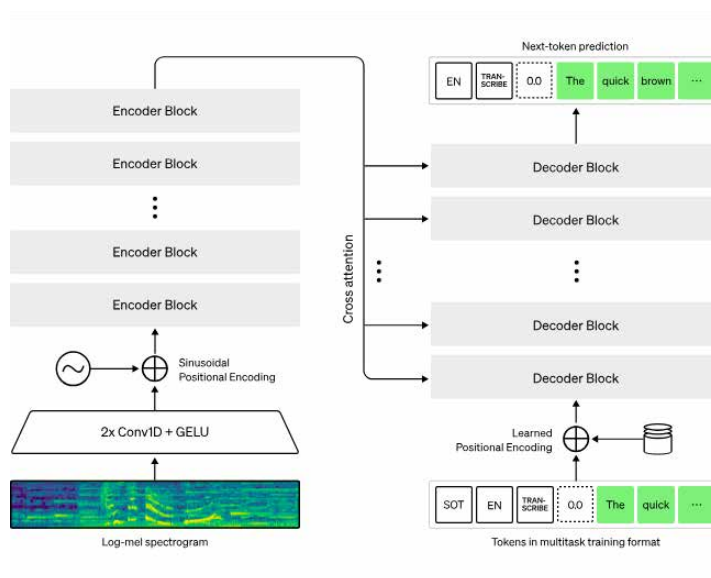 Next-token prediction
EN TRAN-SCRIBE 0.0 The quick brown ...
Encoder Block
Encoder Block
Encoder Block
Encoder Block
Sinusoidal
Positional Encoding
2x Conv1D + GELU
Log-mel spectrogram
Cross attention
Decoder Block
Decoder Block
Decoder Block
Decoder Block
Learned
Positional Encoding
SOT EN TRAN-SCRIBE 0.0 The quick ...
Tokens in multitask training format